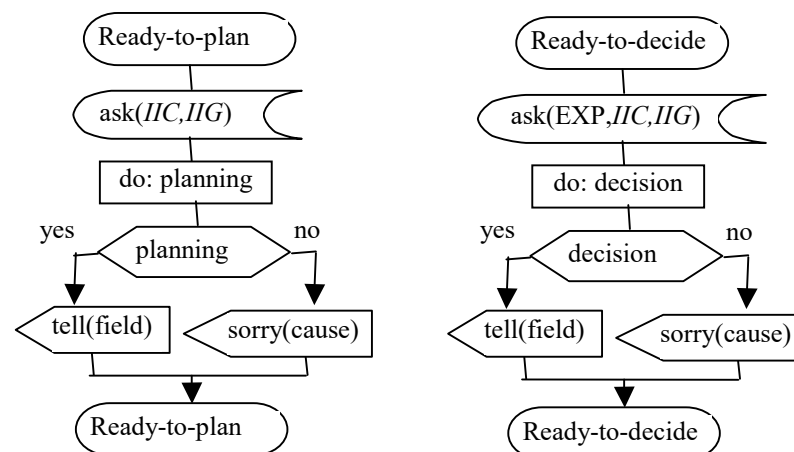 Ready-to-plan
ask(IIC,IIG)
do: planning
yes
no
planning
tell(field)
sorry(cause)
Ready-to-plan
Ready-to-decide
ask(EXP,IIC,IIG)
do: decision
yes
no
decision
tell(field)
sorry(cause)
Ready-to-decide